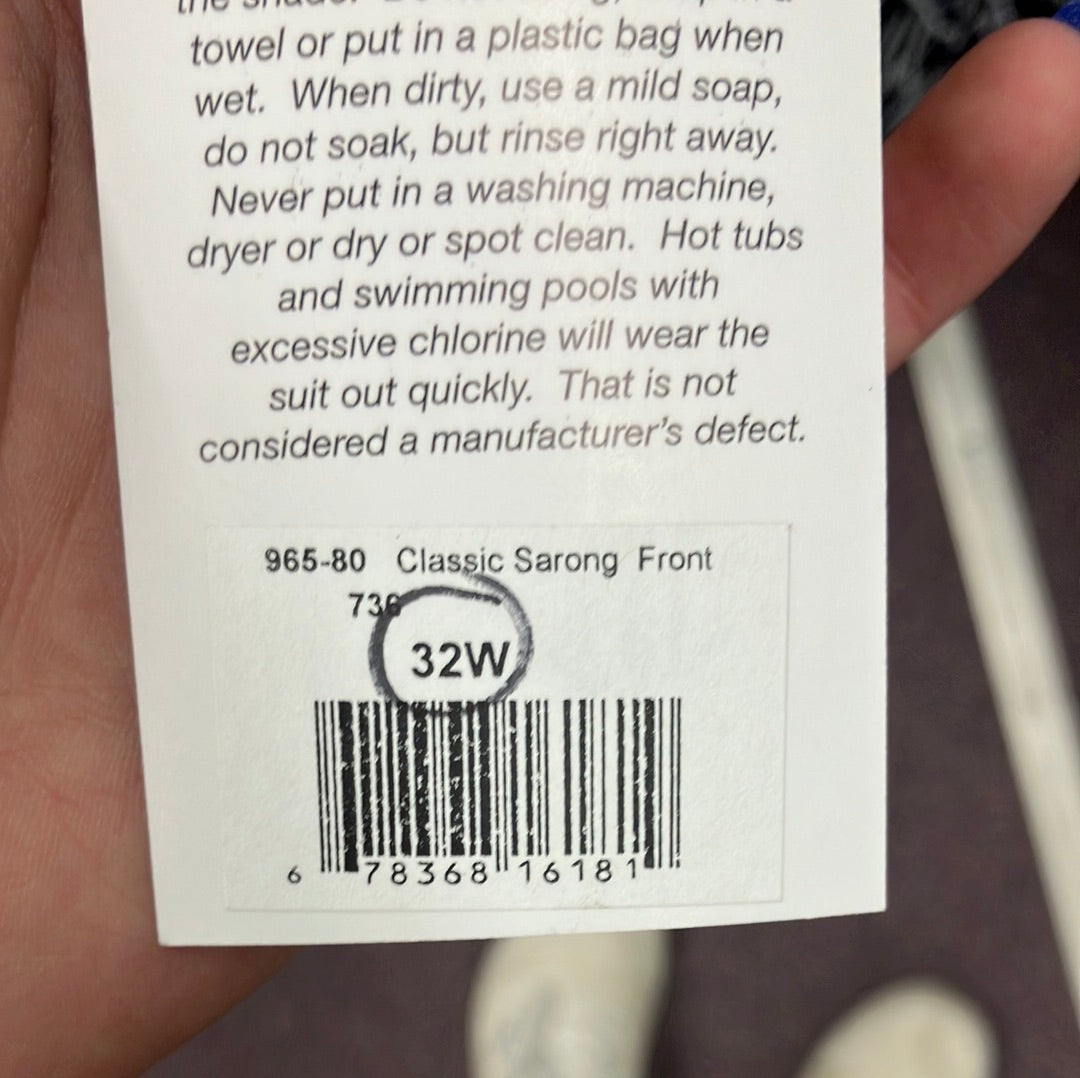 towel or put in a plastic bag when
wet. When dirty, use a mild soap,
do not soak, but rinse right away.
Never put in a washing machine,
dryer or dry or spot clean. Hot tubs
and swimming pools with
excessive chlorine will wear the
suit out quickly. That is not
considered a manufacturer's defect.
965-80 Classic Sarong Front
736
32W
6 78368 16181